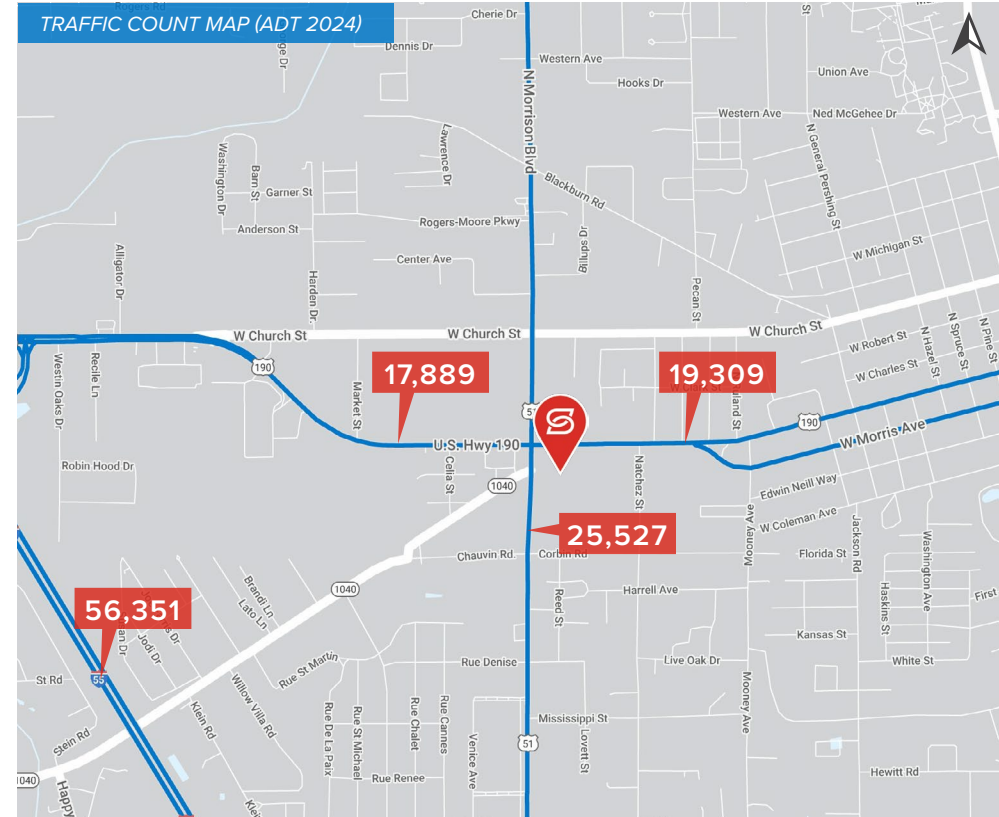 TRAFFIC COUNT MAP (ADT 2024)
Rogers Rd
Cherie Dr
Dennis Dr
Western Ave
Hooks Dr
Union Ave
Western Ave
Ned McGehee Dr
N Morrison Blvd
St
Lawrence Dr
Washington Dr
Barn St
Garner St
Blackburn Rd
N General Pershing St
Rogers-Moore Pkwy
Anderson St
Billups Dr
W Michigan St
Alligator Dr
Center Ave
Harden Dr.
Pecan St
W Church St
W Church St
W Church St
N Hazel St
N Spruce St
N Pine St
W Robert St
W Charles St
Westin Oaks Dr
Recile Ln
190
17,889
19,309
Market St
51
190
U.S. Hwy 190
W Morris Ave
Robin Hood Dr
Celia St
1040
Natchez St
Edwin Neill Way
W Coleman Ave
25,527
Mooney Ave
Jackson Rd
Washington Ave
Chauvin Rd.
Corbin Rd
Florida St
1040
Brandi Ln
Lato Ln
Reed St
Harrell Ave
Haskins St
First
56,351
Jodi Dr
Kansas St
Rue St Martin
Rue Denise
Live Oak Dr
White St
55
St Rd
Willow Villa Rd
Klein Rd
Rue De La Paix
Rue St Michael
Rue Chalet
Rue Cannes
Venice Ave
Mooney Ave
Mississippi St
Lovett St
Stein Rd
51
1040
Happy
Rue Renee
Hewitt Rd